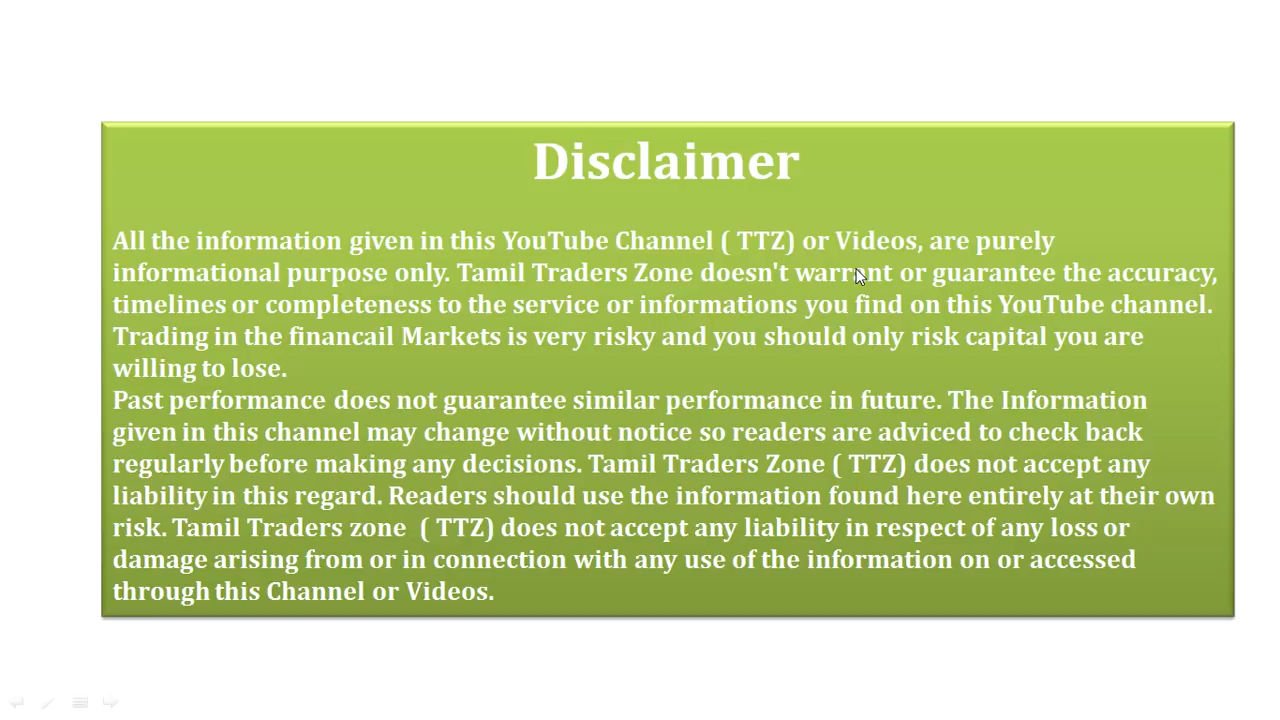 Disclaimer
All the information given in this YouTube Channel ( TTZ) or Videos, are purely
informational purpose only. Tamil Traders Zone doesn't warrant or guarantee the accuracy,
timelines or completeness to the service or informations you find on this YouTube channel.
Trading in the financail Markets is very risky and you should only risk capital you are
willing to lose.
Past performance does not guarantee similar performance in future. The Information
given in this channel may change without notice so readers are adviced to check back
regularly before making any decisions. Tamil Traders Zone ( TTZ) does not accept any
liability in this regard. Readers should use the information found here entirely at their own
risk. Tamil Traders zone  ( TTZ) does not accept any liability in respect of any loss or
damage arising from or in connection with any use of the information on or accessed
through this Channel or Videos.